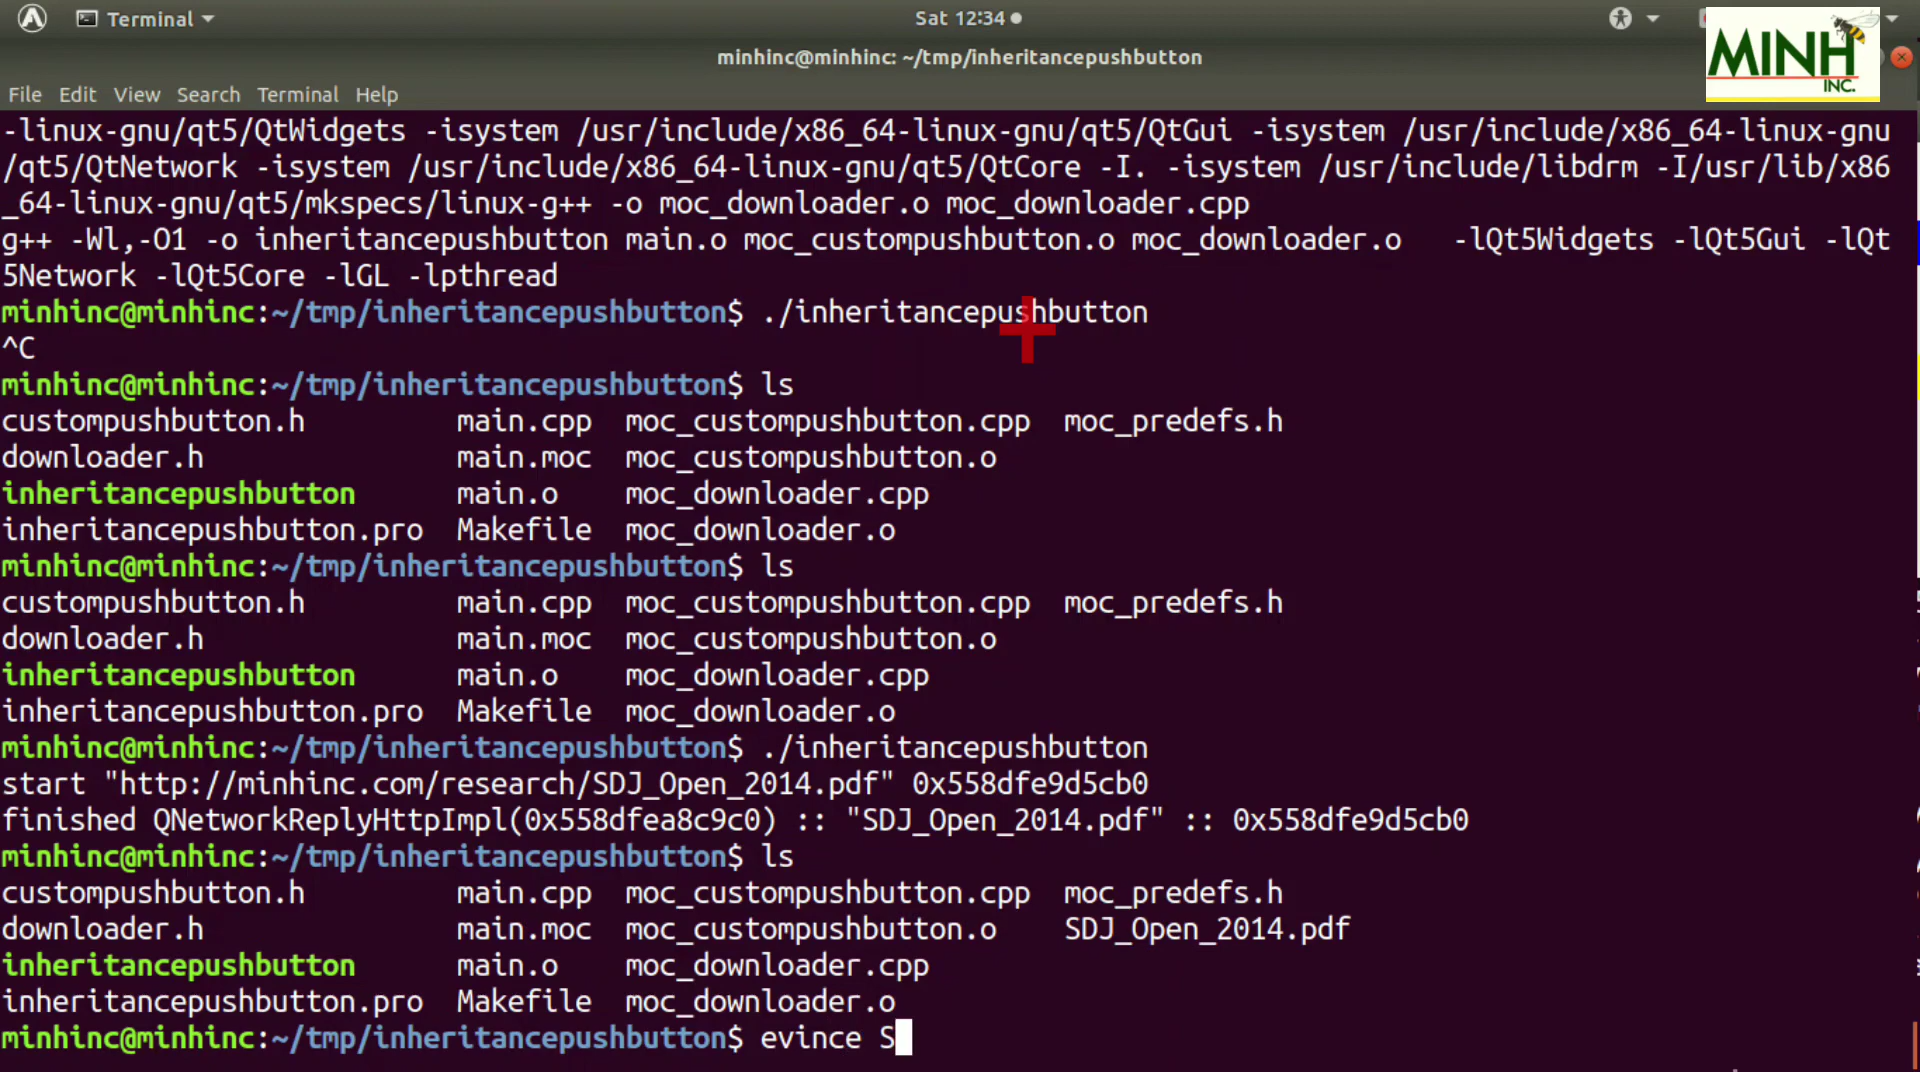 Terminal
Sat 12:34
minhinc@minhinc: ~/tmp/inheritancepushbutton
MINH
INC.
File Edit View Search Terminal Help
-linux-gnu/qt5/QtWidgets -isystem /usr/include/x86_64-linux-gnu/qt5/QtGui -isystem /usr/include/x86_64-linux-gnu
/qt5/QtNetwork -isystem /usr/include/x86_64-linux-gnu/qt5/QtCore -I. -isystem /usr/include/libdrm -I/usr/lib/x86
_64-linux-gnu/qt5/mkspecs/linux-g++ -o moc_downloader.o moc_downloader.cpp
g++ -Wl,-O1 -o inheritancepushbutton main.o moc_custompushbutton.o moc_downloader.o   -lQt5Widgets -lQt5Gui -lQt
5Network -lQt5Core -lGL -lpthread
minhinc@minhinc:~/tmp/inheritancepushbutton$ ./inheritancepushbutton
^C
minhinc@minhinc:~/tmp/inheritancepushbutton$ ls
custompushbutton.h         main.cpp  moc_custompushbutton.cpp  moc_predefs.h
downloader.h               main.moc  moc_custompushbutton.o
inheritancepushbutton      main.o    moc_downloader.cpp
inheritancepushbutton.pro  Makefile  moc_downloader.o
minhinc@minhinc:~/tmp/inheritancepushbutton$ ls
custompushbutton.h         main.cpp  moc_custompushbutton.cpp  moc_predefs.h
downloader.h               main.moc  moc_custompushbutton.o
inheritancepushbutton      main.o    moc_downloader.cpp
inheritancepushbutton.pro  Makefile  moc_downloader.o
minhinc@minhinc:~/tmp/inheritancepushbutton$ ./inheritancepushbutton
start "http://minhinc.com/research/SDJ_Open_2014.pdf" 0x558dfe9d5cb0
finished QNetworkReplyHttpImpl(0x558dfea8c9c0) :: "SDJ_Open_2014.pdf" :: 0x558dfe9d5cb0
minhinc@minhinc:~/tmp/inheritancepushbutton$ ls
custompushbutton.h         main.cpp  moc_custompushbutton.cpp  moc_predefs.h
downloader.h               main.moc  moc_custompushbutton.o    SDJ_Open_2014.pdf
inheritancepushbutton      main.o    moc_downloader.cpp
inheritancepushbutton.pro  Makefile  moc_downloader.o
minhinc@minhinc:~/tmp/inheritancepushbutton$ evince S